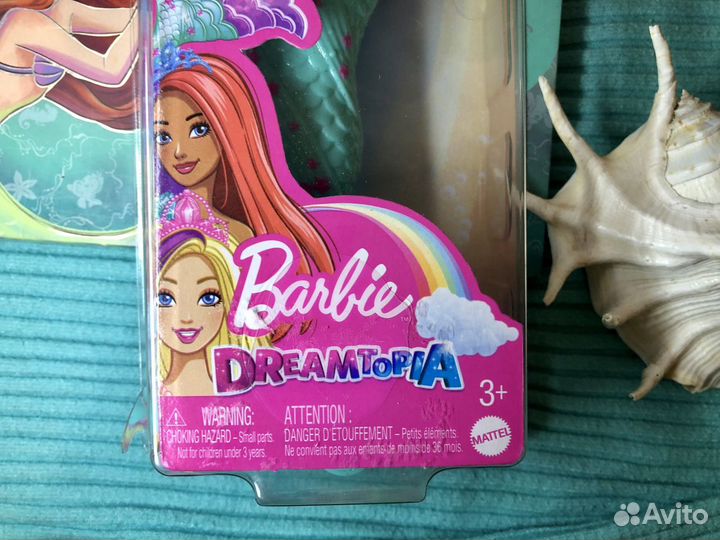 Barbie
DREAMTOPIA
3+
WARNING:
CHOKING HAZARD – Small parts.
Not for children under 3 years.
ATTENTION :
DANGER D'ÉTOUFFEMENT – Petits éléments.
Ne convient pas aux enfants de moins de 36 mois.
MATTEL
Avito